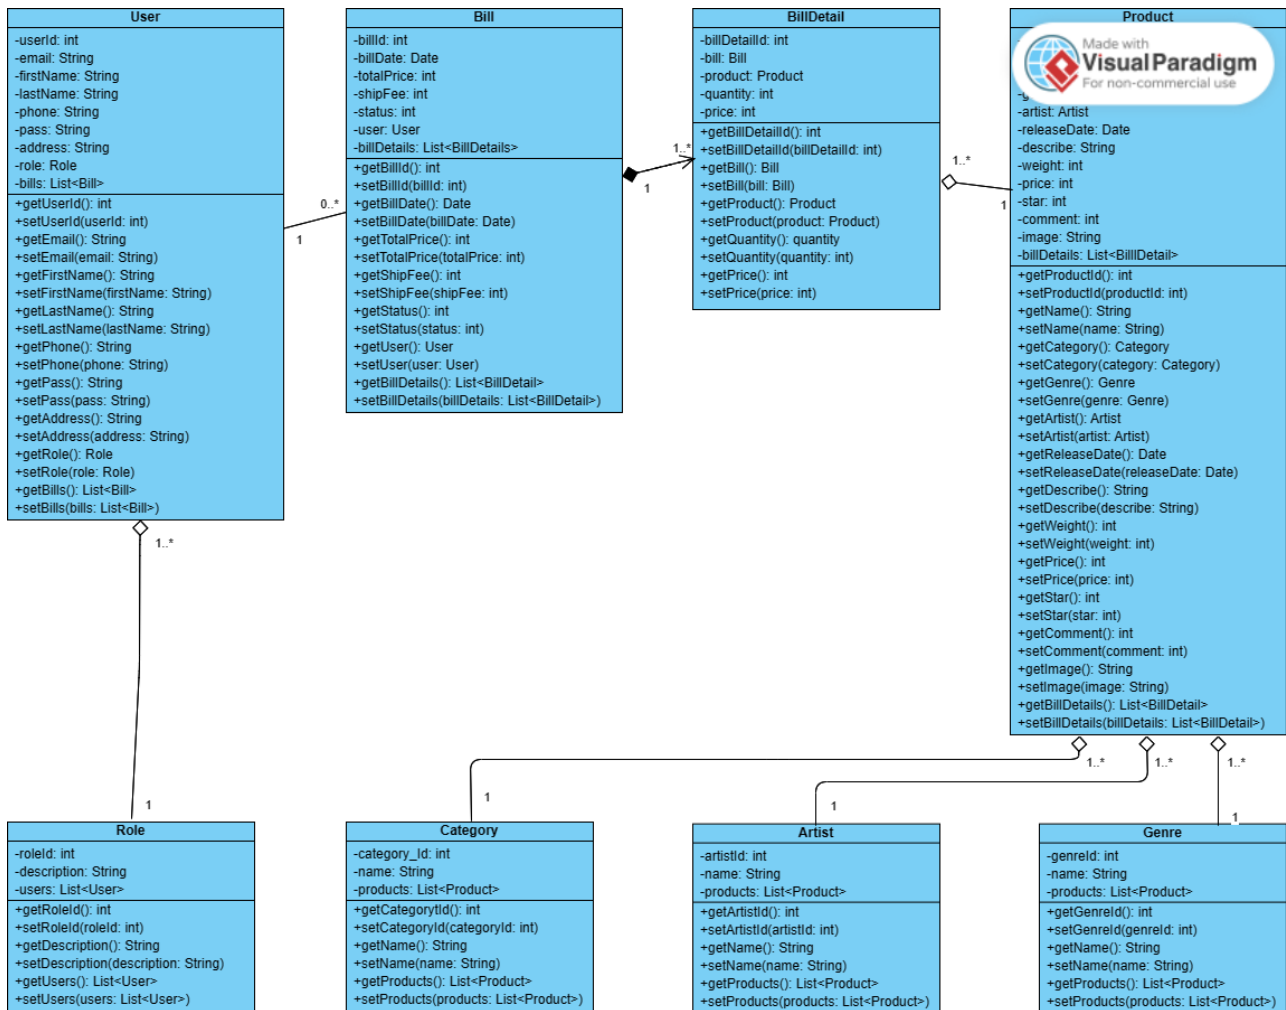 User
-userId: int
-email: String
-firstName: String
-lastName: String
-phone: String
-pass: String
-address: String
-role: Role
-bills: List<Bill>
+getUserId(): int
+setUserId(userId: int)
+getEmail(): String
+setEmail(email: String)
+getFirstName(): String
+setFirstName(firstName: String)
+getLastName(): String
+setLastName(lastName: String)
+getPhone(): String
+setPhone(phone: String)
+getPass(): String
+setPass(pass: String)
+getAddress(): String
+setAddress(address: String)
+getRole(): Role
+setRole(role: Role)
+getBills(): List<Bill>
+setBills(bills: List<Bill>)
1
0..*
Bill
-billId: int
-billDate: Date
-totalPrice: int
-shipFee: int
-status: int
-user: User
-billDetails: List<BillDetails>
+getBillId(): int
+setBillId(billId: int)
+getBillDate(): Date
+setBillDate(billDate: Date)
+getTotalPrice(): int
+setTotalPrice(totalPrice: int)
+getShipFee(): int
+setShipFee(shipFee: int)
+getStatus(): int
+setStatus(status: int)
+getUser(): User
+setUser(user: User)
+getBillDetails(): List<BillDetail>
+setBillDetails(billDetails: List<BillDetail>)
1
1..*
BillDetail
-billDetailId: int
-bill: Bill
-product: Product
-quantity: int
-price: int
+getBillDetailId(): int
+setBillDetailId(billDetailId: int)
+getBill(): Bill
+setBill(bill: Bill)
+getProduct(): Product
+setProduct(product: Product)
+getQuantity(): quantity
+setQuantity(quantity: int)
+getPrice(): int
+setPrice(price: int)
1..*
1
Product
Made with
Visual Paradigm
For non-commercial use
-artist: Artist
-releaseDate: Date
-describe: String
-weight: int
-price: int
-star: int
-comment: int
-image: String
-billDetails: List<BillDetail>
+getProductId(): int
+setProductId(productId: int)
+getName(): String
+setName(name: String)
+getCategory(): Category
+setCategory(category: Category)
+getGenre(): Genre
+setGenre(genre: Genre)
+getArtist(): Artist
+setArtist(artist: Artist)
+getReleaseDate(): Date
+setReleaseDate(releaseDate: Date)
+getDescribe(): String
+setDescribe(describe: String)
+getWeight(): int
+setWeight(weight: int)
+getPrice(): int
+setPrice(price: int)
+getStar(): int
+setStar(star: int)
+getComment(): int
+setComment(comment: int)
+getImage(): String
+setImage(image: String)
+getBillDetails(): List<BillDetail>
+setBillDetails(billDetails: List<BillDetail>)
1..*
1
1..*
1
1..*
1
1..*
1
Role
-roleId: int
-description: String
-users: List<User>
+getRoleId(): int
+setRoleId(roleId: int)
+getDescription(): String
+setDescription(description: String)
+getUsers(): List<User>
+setUsers(users: List<User>)
Category
-category_Id: int
-name: String
-products: List<Product>
+getCategorytId(): int
+setCategoryId(categoryId: int)
+getName(): String
+setName(name: String)
+getProducts(): List<Product>
+setProducts(products: List<Product>)
Artist
-artistId: int
-name: String
-products: List<Product>
+getArtistId(): int
+setArtistId(artistId: int)
+getName(): String
+setName(name: String)
+getProducts(): List<Product>
+setProducts(products: List<Product>)
Genre
-genreId: int
-name: String
-products: List<Product>
+getGenreId(): int
+setGenreId(genreId: int)
+getName(): String
+setName(name: String)
+getProducts(): List<Product>
+setProducts(products: List<Product>)